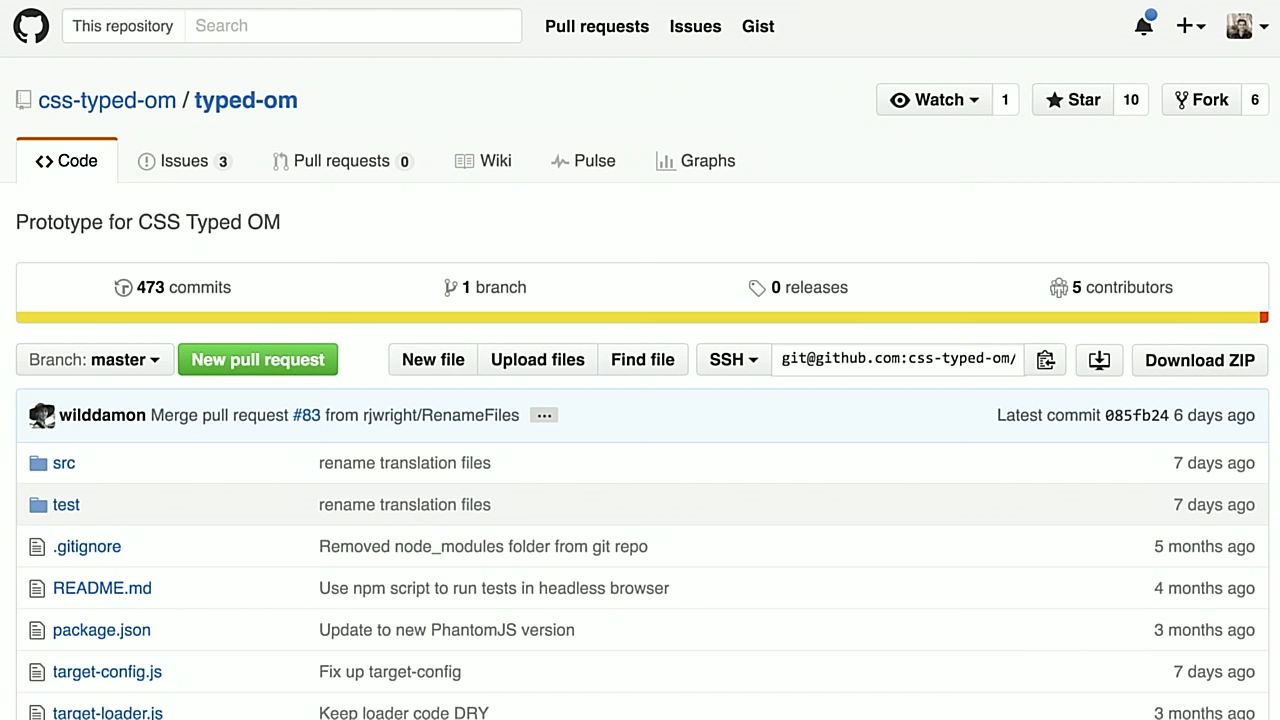 This repository Search Pull requests Issues Gist
css-typed-om / typed-om Watch 1 Star 10 Fork 6
Code Issues 3 Pull requests 0 Wiki Pulse Graphs
Prototype for CSS Typed OM
473 commits 1 branch 0 releases 5 contributors
Branch: master New pull request New file Upload files Find file SSH git@github.com:css-typed-om/ Download ZIP
wilddamon Merge pull request #83 from rjwright/RenameFiles … Latest commit 085fb24 6 days ago
src rename translation files 7 days ago
test rename translation files 7 days ago
.gitignore Removed node_modules folder from git repo 5 months ago
README.md Use npm script to run tests in headless browser 4 months ago
package.json Update to new PhantomJS version 3 months ago
target-config.js Fix up target-config 7 days ago
target-loader.js Keep loader code DRY 3 months ago